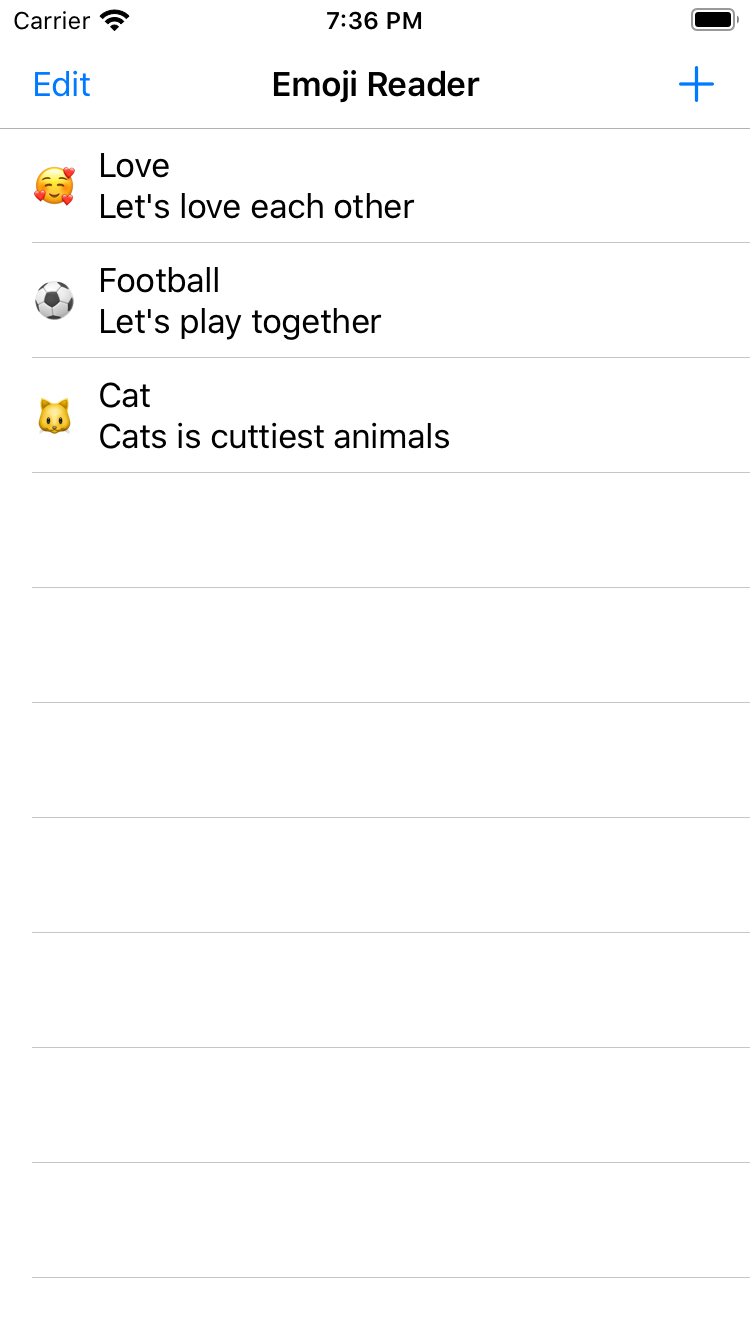 Carrier 7:36 PM
Edit Emoji Reader +
🥰 Love
Let's love each other
⚽ Football
Let's play together
🐱 Cat
Cats is cuttiest animals